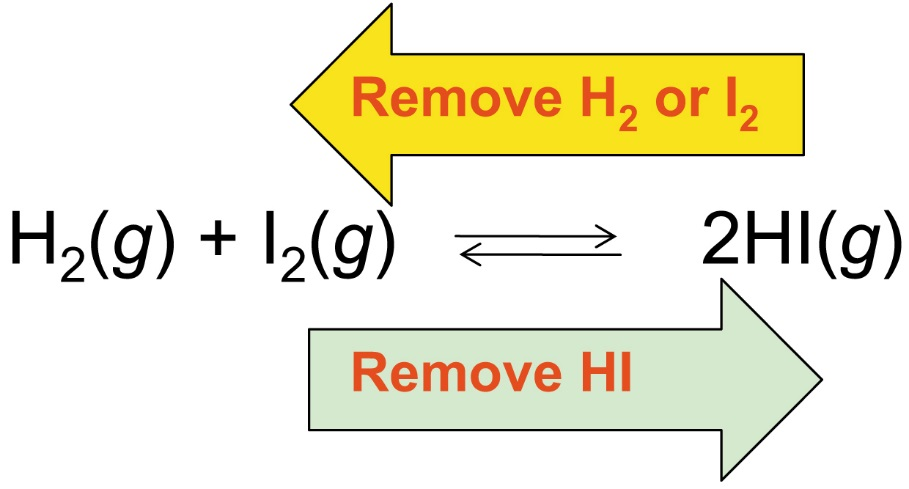 Remove H₂ or I₂
H₂(g) + I₂(g) ⇌ 2HI(g)
Remove HI